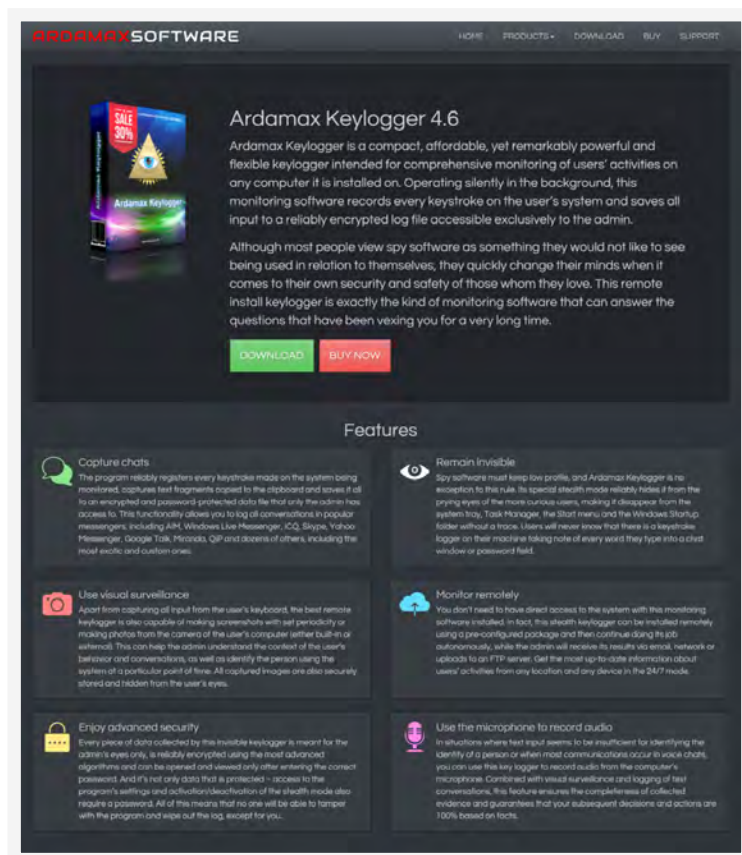 ARDAMAXSOFTWARE
HOME PRODUCTS DOWNLOAD BUY SUPPORT
SALE
30%
Ardamax Keylogger
Ardamax Keylogger
Ardamax Keylogger 4.6
Ardamax Keylogger is a compact, affordable, yet remarkably powerful and
flexible keylogger intended for comprehensive monitoring of users' activities on
any computer it is installed on. Operating silently in the background, this
monitoring software records every keystroke on the user's system and saves all
input to a reliably encrypted log file accessible exclusively to the admin.
Although most people view spy software as something they would not like to see
being used in relation to themselves, they quickly change their minds when it
comes to their own security and safety of those whom they love. This remote
install keylogger is exactly the kind of monitoring software that can answer the
questions that have been vexing you for a very long time.
DOWNLOAD BUY NOW
Features
Capture chats
The program reliably registers every keystroke made on the system being
monitored, captures text fragments copied to the clipboard and saves it all
to an encrypted and password-protected data file that only the admin has
access to. This functionality allows you to log all conversations in popular
messengers, including AIM, Windows Live Messenger, ICQ, Skype, Yahoo
Messenger, Google Talk, Miranda, QiP and dozens of others, including the
most exotic and custom ones.
Remain invisible
Spy software must keep low profile, and Ardamax Keylogger is no
exception to this rule. Its special stealth mode reliably hides it from the
prying eyes of the more curious users, making it disappear from the
system tray, Task Manager, the Start menu and the Windows Startup
folder without a trace. Users will never know that there is a keystroke
logger on their machine taking note of every word they type into a chat
window or password field.
Use visual surveillance
Apart from capturing all input from the user's keyboard, the best remote
keylogger is also capable of making screenshots with set periodicity or
making photos from the camera of the user's computer (either built-in or
external). This can help the admin understand the context of the user's
behavior and conversations, as well as identify the person using the
system at a particular point of time. All captured images are also securely
stored and hidden from the user's eyes.
Monitor remotely
You don't need to have direct access to the system with this monitoring
software installed. In fact, this stealth keylogger can be installed remotely
using a pre-configured package and then continue doing its job
autonomously, while the admin will receive its results via email, network or
uploads to an FTP server. Get the most up-to-date information about
users' activities from any location and any device in the 24/7 mode.
Enjoy advanced security
Every piece of data collected by this invisible keylogger is meant for the
admin's eyes only, is reliably encrypted using the most advanced
algorithms and can be opened and viewed only after entering the correct
password. And it's not only data that is protected – access to the
program's settings and activation/deactivation of the stealth mode also
require a password. All of this means that no one will be able to tamper
with the program and wipe out the log, except for you.
Use the microphone to record audio
In situations where text input seems to be insufficient for identifying the
identity of a person or when most communications occur in voice chats,
you can use this key logger to record audio from the computer's
microphone. Combined with visual surveillance and logging of text
conversations, this feature ensures the completeness of collected
evidence and guarantees that your subsequent decisions and actions are
100% based on facts.